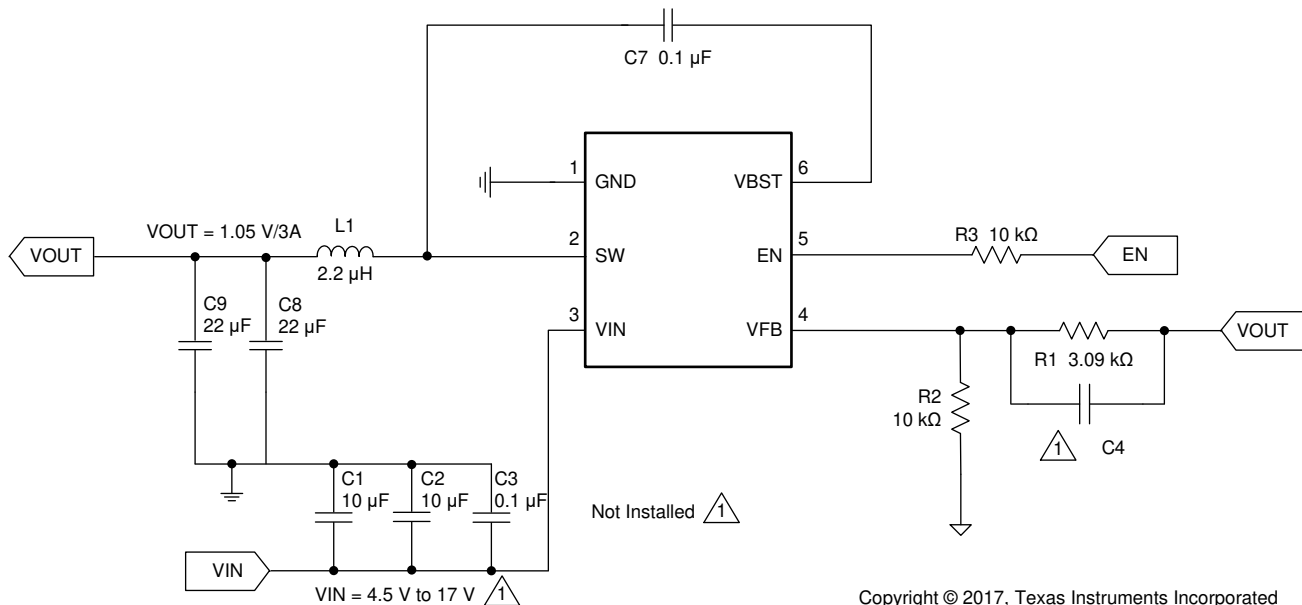 C7 0.1 µF
1
GND
VBST
6
VOUT
VOUT = 1.05 V/3A
L1
2.2 µH
2
SW
EN
5
R3 10 kΩ
EN
C9
22 µF
C8
22 µF
3
VIN
VFB
4
VOUT
R1 3.09 kΩ
R2
10 kΩ
1
C4
C1
10 µF
C2
10 µF
C3
0.1 µF
Not Installed 1
VIN
VIN = 4.5 V to 17 V 1
Copyright © 2017, Texas Instruments Incorporated